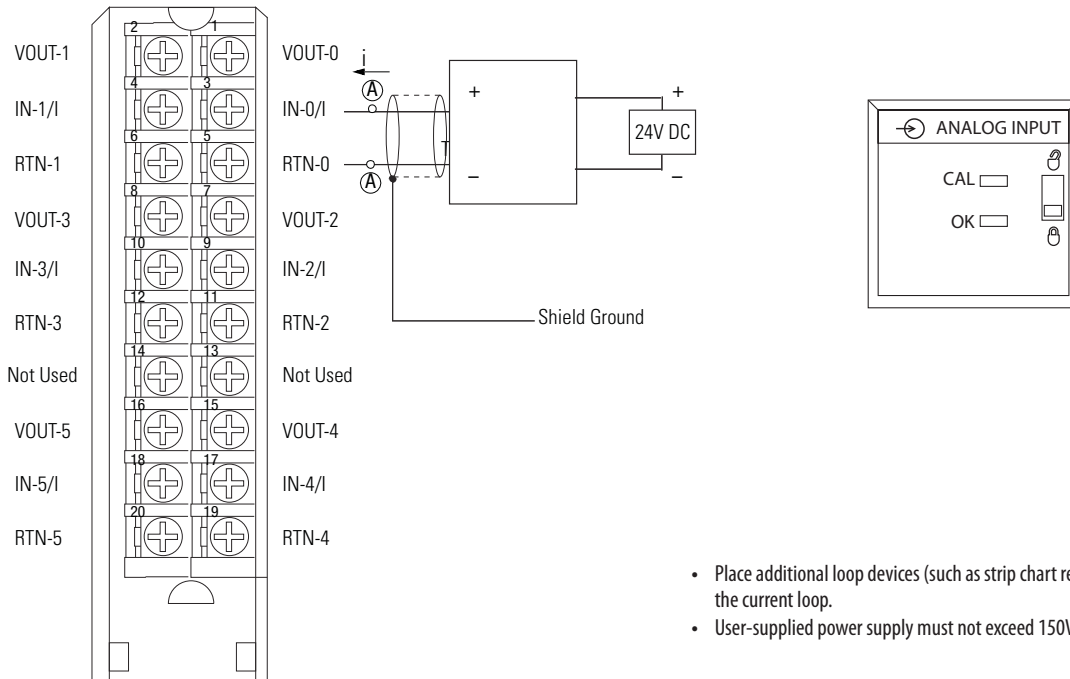 2 1
VOUT-1 VOUT-0 i
4 3 A
IN-1/I IN-0/I + +
6 5 T 24V DC
RTN-1 RTN-0 – –
A
8 7
VOUT-3 VOUT-2
10 9
IN-3/I IN-2/I
12 11
RTN-3 RTN-2 Shield Ground
14 13
Not Used Not Used
16 15
VOUT-5 VOUT-4
18 17
IN-5/I IN-4/I
20 19
RTN-5 RTN-4
ANALOG INPUT
CAL
OK
• Place additional loop devices (such as strip chart
the current loop.
• User-supplied power supply must not exceed 150V